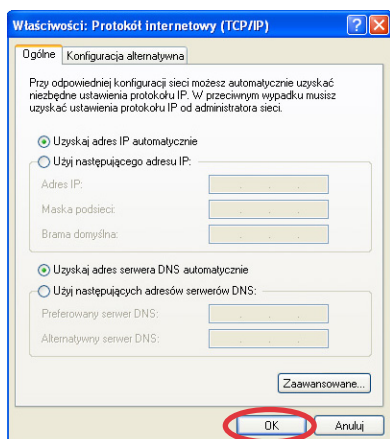 Właściwości: Protokół internetowy (TCP/IP)
Ogólne Konfiguracja alternatywna
Przy odpowiedniej konfiguracji sieci możesz automatycznie uzyskać
niezbędne ustawienia protokołu IP. W przeciwnym wypadku musisz
uzyskać ustawienia protokołu IP od administratora sieci.
Uzyskaj adres IP automatycznie
Użyj następującego adresu IP:
Adres IP:
Maska podsieci:
Brama domyślna:
Uzyskaj adres serwera DNS automatycznie
Użyj następujących adresów serwerów DNS:
Preferowany serwer DNS:
Alternatywny serwer DNS:
Zaawansowane...
OK Anuluj